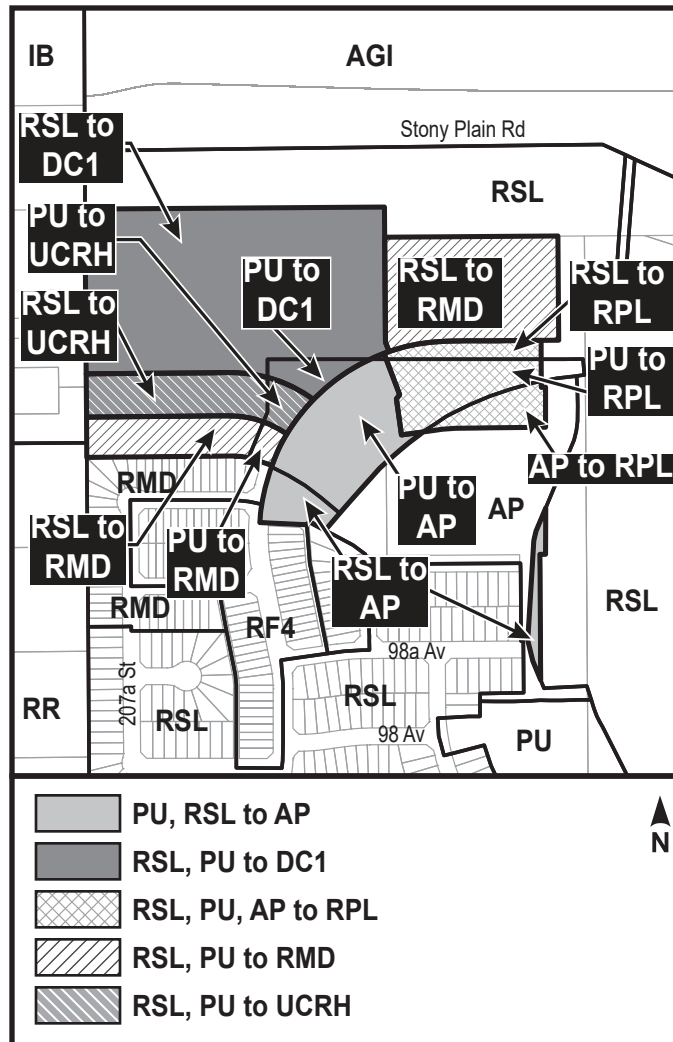 IB
AGI
RSL to
DC1
Stony Plain Rd
RSL
PU to
UCRH
PU to
DC1
RSL to
RMD
RSL to
RPL
RSL to
UCRH
PU to
RPL
RMD
AP to RPL
PU to
AP
AP
RSL to
RMD
PU to
RMD
RSL to
AP
RMD
RF4
RSL
98a Av
RR
207a St
RSL
RSL
98 Av
PU
PU, RSL to AP
N
RSL, PU to DC1
RSL, PU, AP to RPL
RSL, PU to RMD
RSL, PU to UCRH